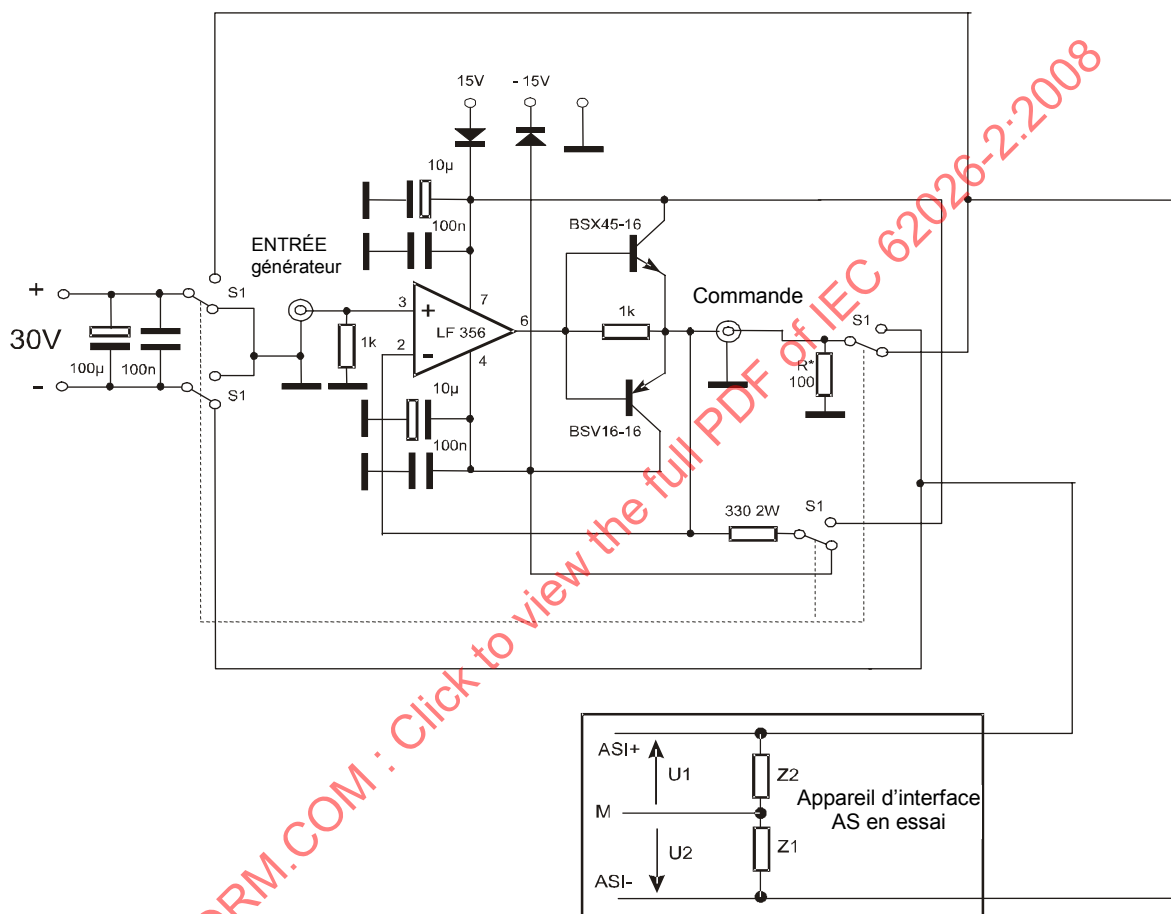 15V
- 15V
10µ
100n
BSX45-16
ENTRÉE
générateur
S1
+
30V
-
100µ
100n
S1
3
+
7
LF 356
6
1k
2
-
4
1k
Commande
S1
R*
100
10µ
100n
BSV16-16
330 2W
S1
ASI+
U1
Z2
M
Appareil d'interface
AS en essai
U2
Z1
ASI-
ORM.COM : Click to view the full PDF of IEC 62026-2:2008